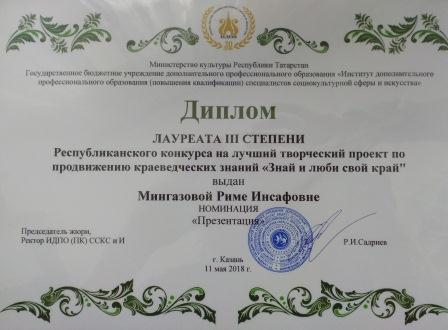 Министерство культуры Республики Татарстан
Государственное бюджетное учреждение дополнительного профессионального образования «Институт дополнительного
профессионального образования (повышения квалификации) специалистов социокультурной сферы и искусства»
Диплом
ЛАУРЕАТА III СТЕПЕНИ
Республиканского конкурса на лучший творческий проект по
продвижению краеведческих знаний «Знай и люби свой край"
выдан
Мингазовой Риме Инсафовне
НОМИНАЦИЯ
«Презентация»
Председатель жюри,
Ректор ИДПО (ПК) ССКС и И
Р.И.Садриев
г. Казань
11 мая 2018 г.